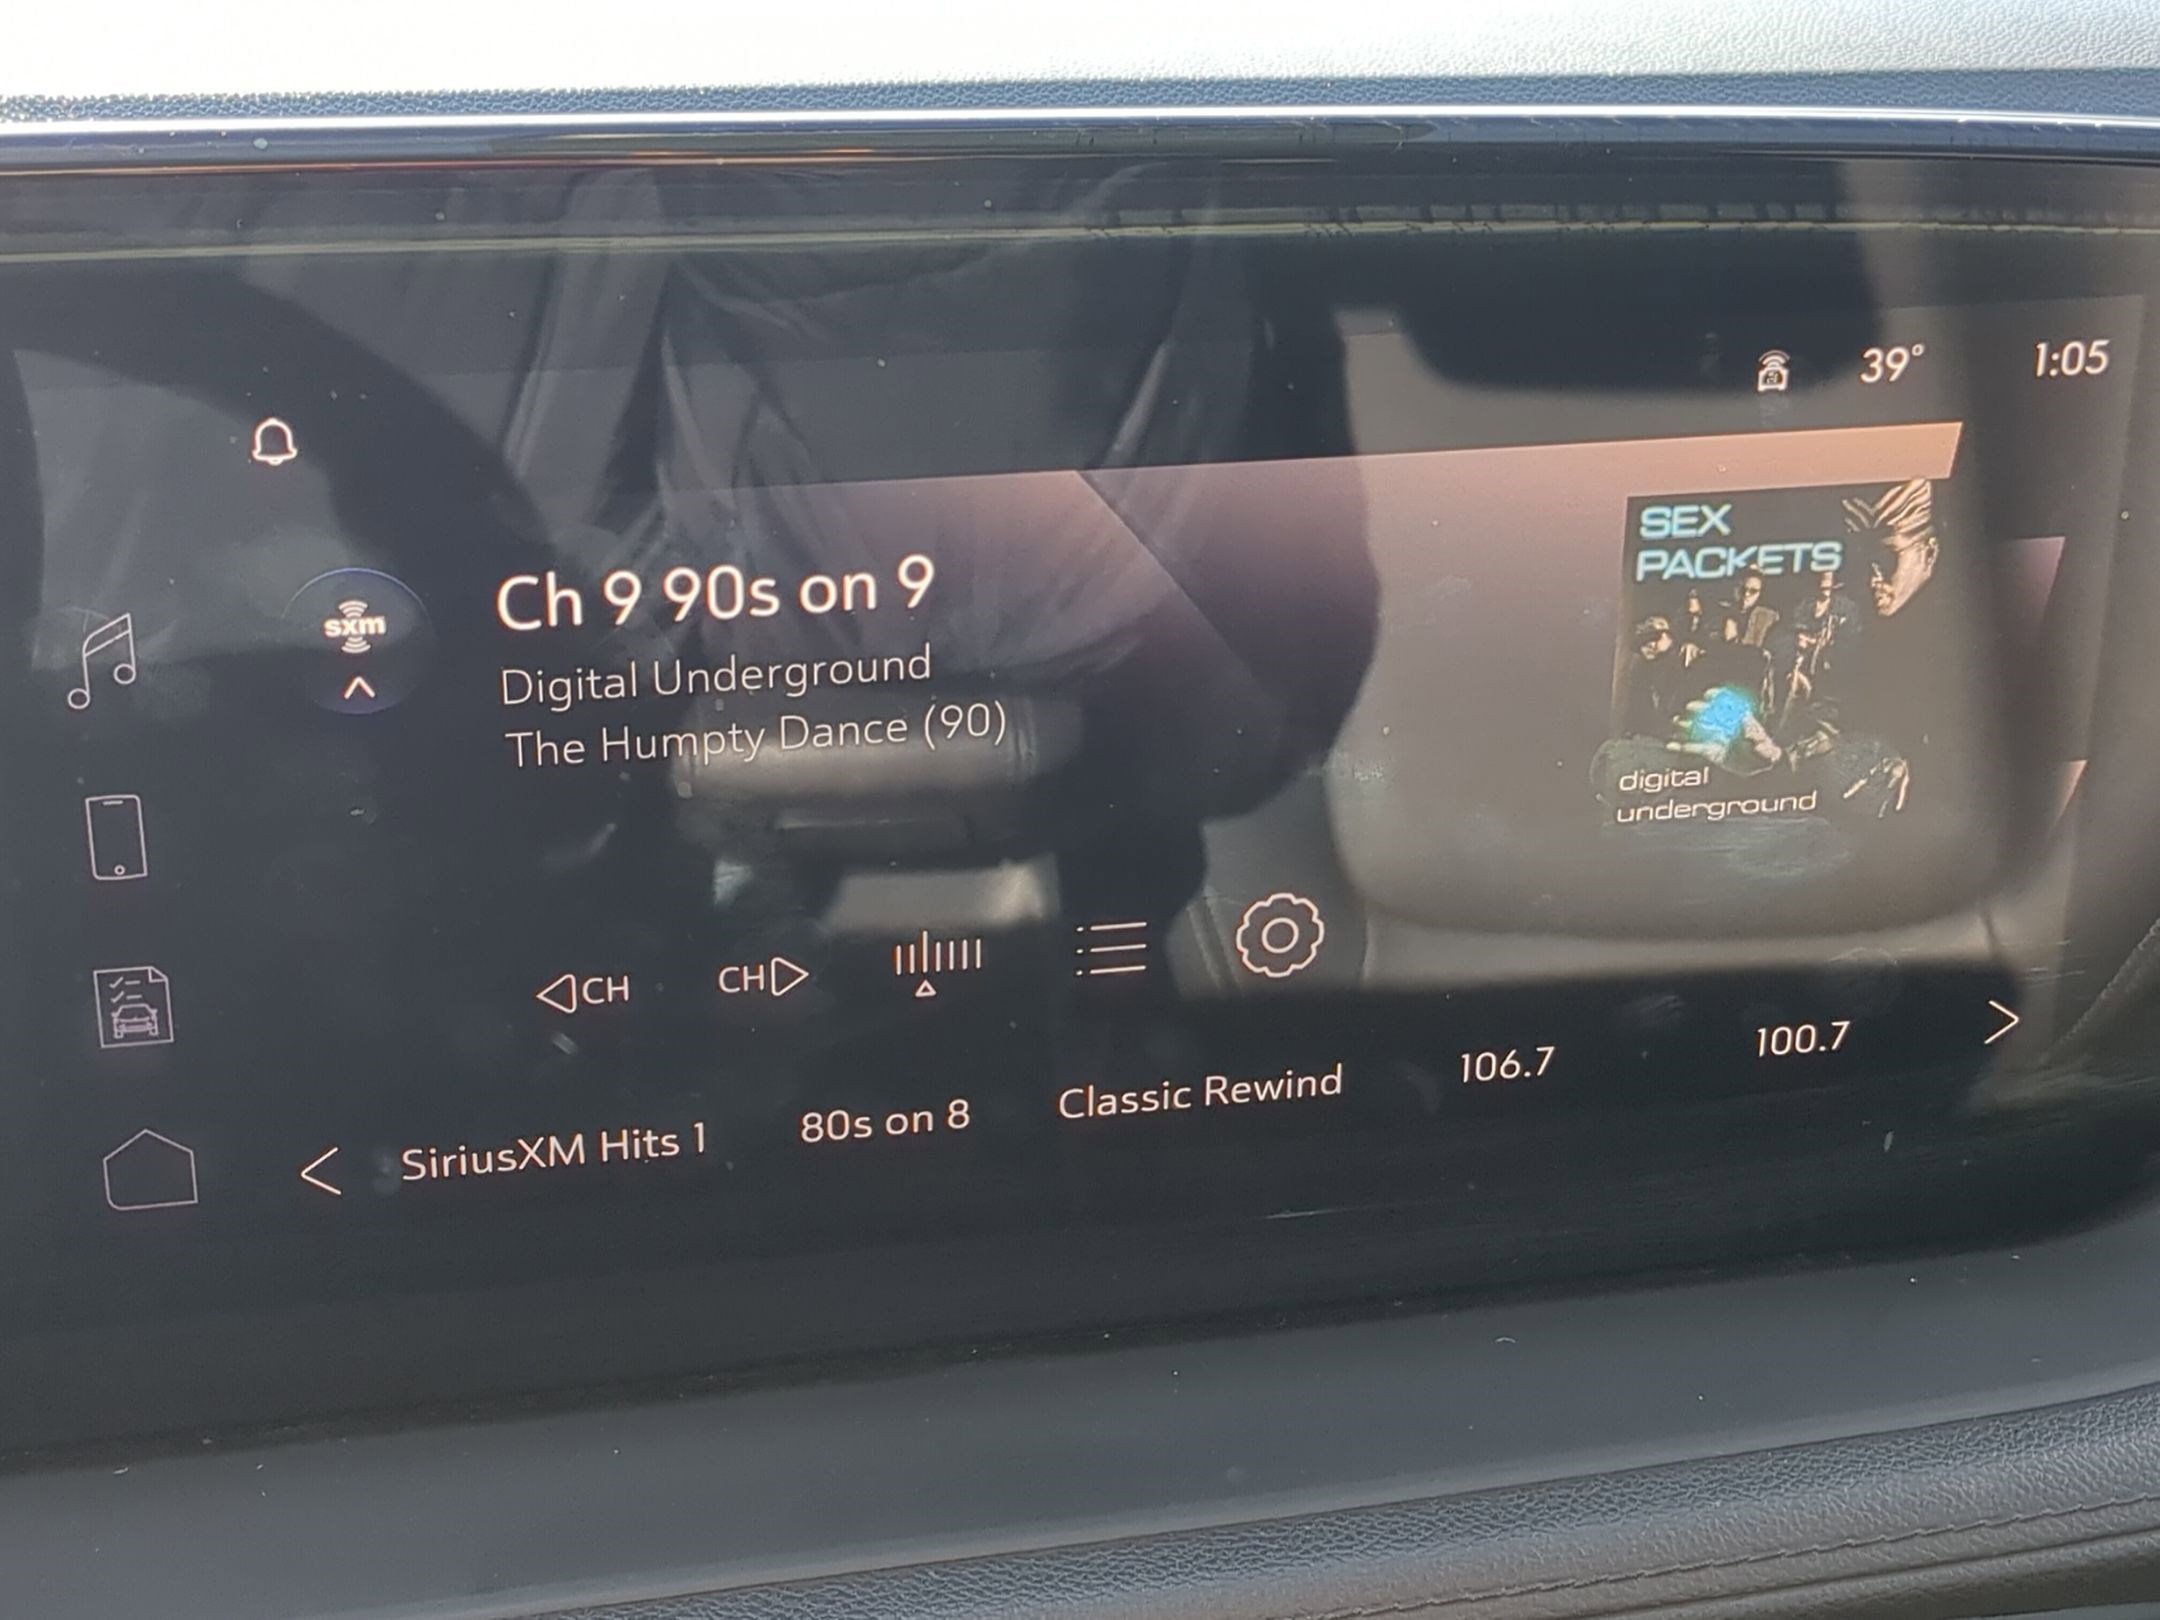 39° 1:05
sxm
Ch 9 90s on 9
Digital Underground
The Humpty Dance (90)
SEX
PACKETS
digital
underground
CH CH
SiriusXM Hits 1 80s on 8 Classic Rewind 106.7 100.7